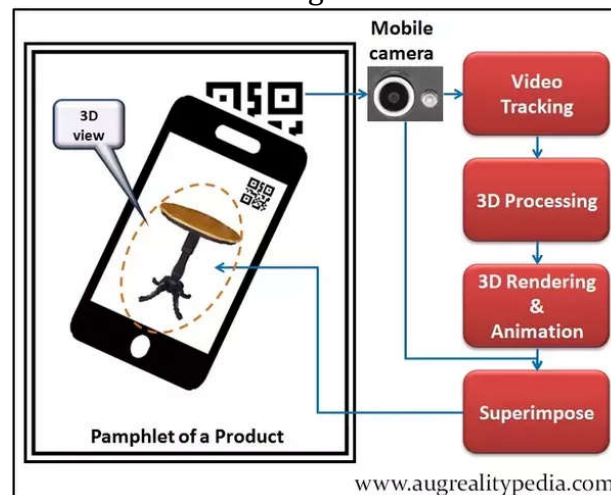 Mobile
camera
3D
view
Video
Tracking
3D Processing
3D Rendering
&
Animation
Superimpose
Pamphlet of a Product
www.augrealitypedia.com